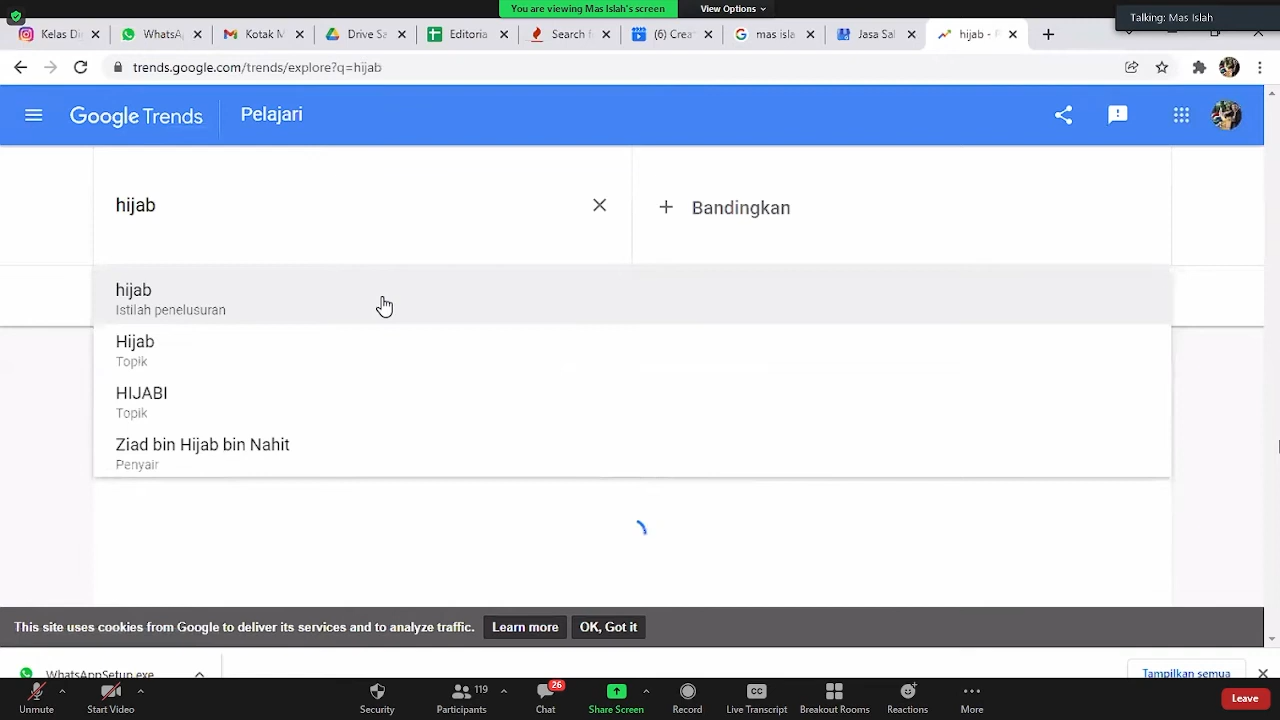 You are viewing Mas Islah's screen
View Options
Talking: Mas Islah
Kelas Di
WhatsA
Kotak M
Drive Sa
Editoria
Search f
(6) Crea
mas isla
Jasa Sal
hijab -
trends.google.com/trends/explore?q=hijab
Google Trends
Pelajari
hijab
+ Bandingkan
hijab
Istilah penelusuran
Hijab
Topik
HIJABI
Topik
Ziad bin Hijab bin Nahit
Penyair
This site uses cookies from Google to deliver its services and to analyze traffic.
Learn more
OK, Got it
WhatsAppSetup.exe
Tampilkan semua
Unmute
Start Video
Security
119
Participants
26
Chat
Share Screen
Record
CC
Live Transcript
Breakout Rooms
Reactions
More
Leave